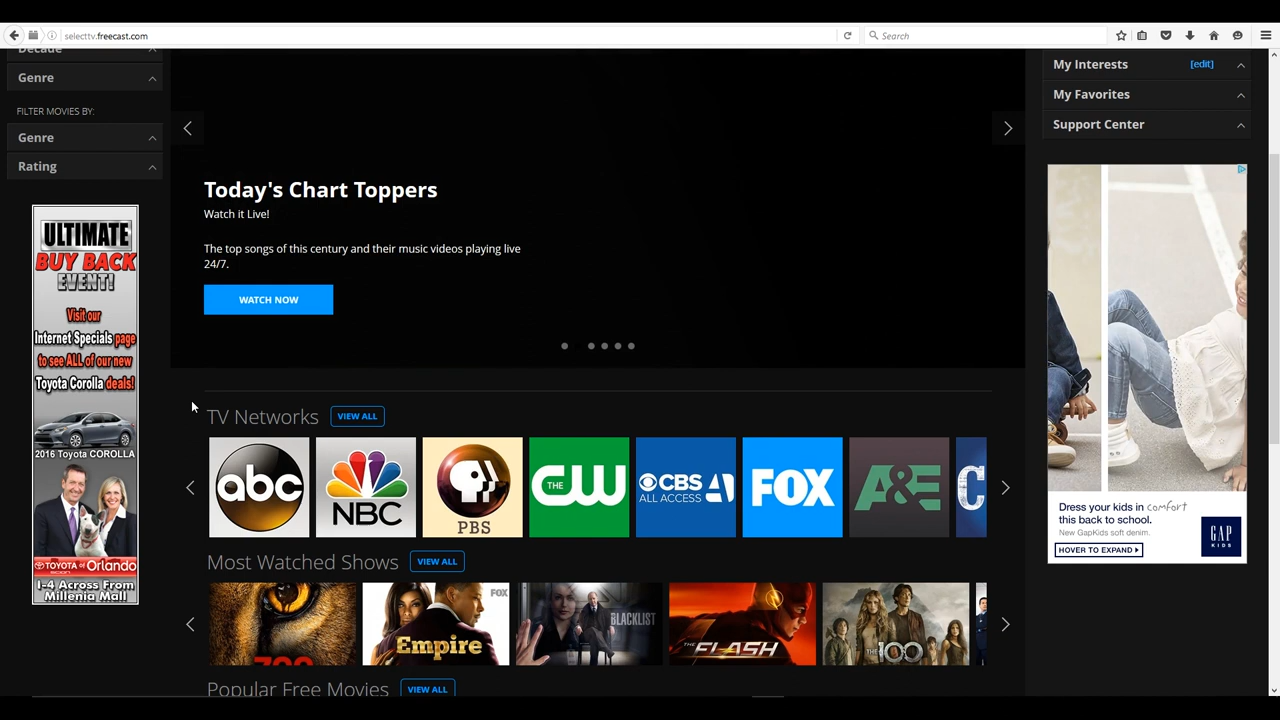 selecttv.freecast.com
Search
Decade
Genre
FILTER MOVIES BY:
Genre
Rating
ULTIMATE
BUY BACK
EVENT!
Visit our
Internet Specials page
to see ALL of our new
Toyota Corolla deals!
2016 Toyota COROLLA
TOYOTA of Orlando
I-4 Across From
Millenia Mall
Today's Chart Toppers
Watch it Live!
The top songs of this century and their music videos playing live
24/7.
WATCH NOW
TV Networks
VIEW ALL
abc
NBC
PBS
THE CW
CBS
ALL ACCESS
FOX
A&E
C
Most Watched Shows
VIEW ALL
ZOO
FOX
Empire
BLACKLIST
THE FLASH
THE 100
Popular Free Movies
VIEW ALL
My Interests
[edit]
My Favorites
Support Center
Dress your kids in comfort
this back to school.
New GapKids soft denim.
HOVER TO EXPAND
GAP
KIDS